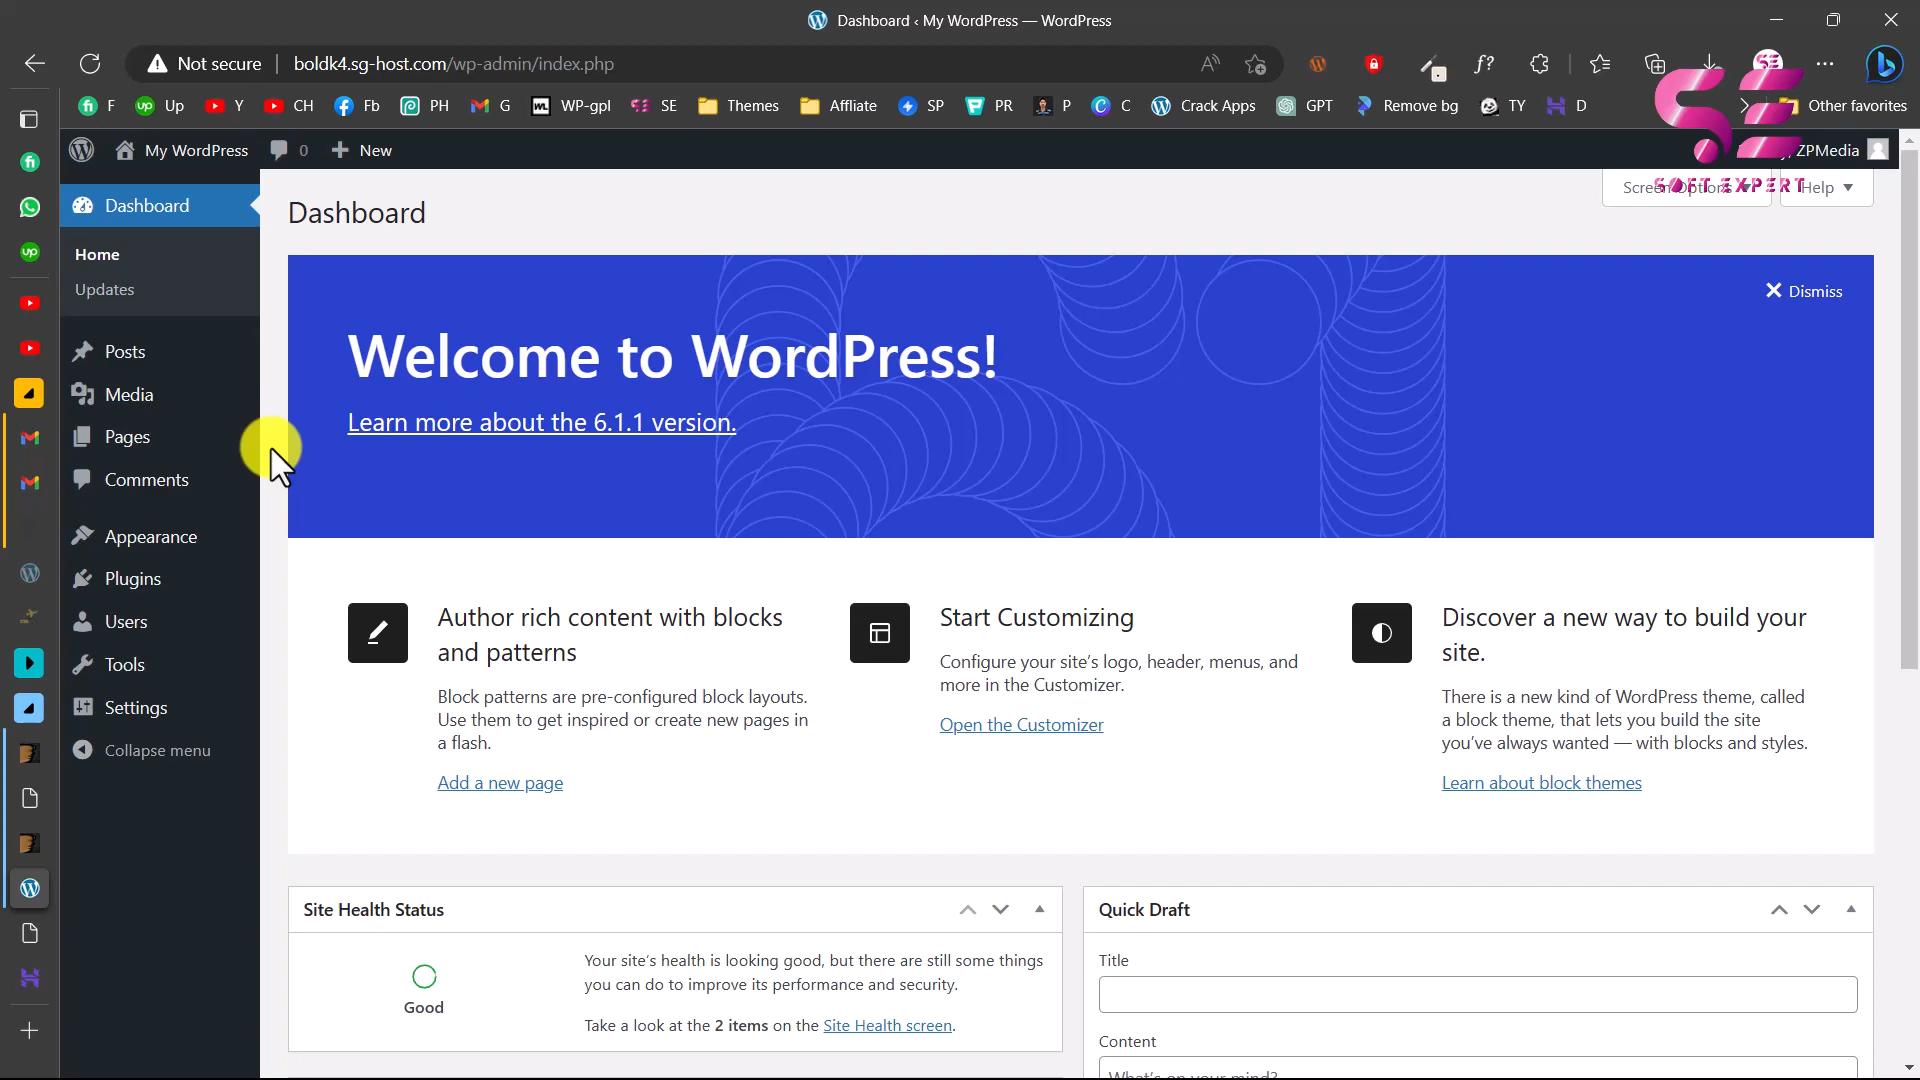 Dashboard ‹ My WordPress — WordPress
Not secure boldk4.sg-host.com/wp-admin/index.php
F Up Y CH Fb PH G WP-gpl SE Themes Affliate SP PR P C Crack Apps GPT Remove bg TY D Other favorites
My WordPress 0 New ZPMedia
Screen Options Help
SOFT EXPERT
Dashboard
Home
Updates
Posts
Media
Pages
Comments
Appearance
Plugins
Users
Tools
Settings
Collapse menu
Dashboard
Dismiss
Welcome to WordPress!
Learn more about the 6.1.1 version.
Author rich content with blocks
and patterns
Block patterns are pre-configured block layouts.
Use them to get inspired or create new pages in
a flash.
Add a new page
Start Customizing
Configure your site's logo, header, menus, and
more in the Customizer.
Open the Customizer
Discover a new way to build your
site.
There is a new kind of WordPress theme, called
a block theme, that lets you build the site
you've always wanted — with blocks and styles.
Learn about block themes
Site Health Status
Good
Your site's health is looking good, but there are still some things
you can do to improve its performance and security.
Take a look at the 2 items on the Site Health screen.
Quick Draft
Title
Content
What's on your mind?